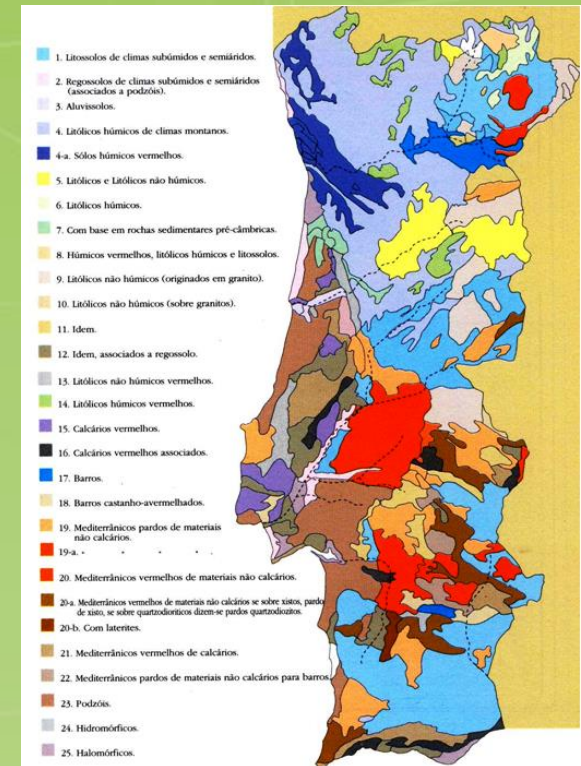 1. Litossolos de climas subúmidos e semiáridos.
2. Regossolos de climas subúmidos e semiáridos
(associados a podzóis).
3. Aluvissolos.
4. Litólicos húmicos de climas montanos.
4-a. Sólos húmicos vermelhos.
5. Litólicos e Litólicos não húmicos.
6. Litólicos húmicos.
7. Com base em rochas sedimentares pré-câmbricas.
8. Húmicos vermelhos, litólicos húmicos e litossolos.
9. Litólicos não húmicos (originados em granito).
10. Litólicos não húmicos (sobre granitos).
11. Idem.
12. Idem, associados a regossolo.
13. Litólicos não húmicos vermelhos.
14. Litólicos húmicos vermelhos.
15. Calcários vermelhos.
16. Calcários vermelhos associados.
17. Barros.
18. Barros castanho-avermelhados.
19. Mediterrânicos pardos de materiais
não calcários.
19-a. " " " "
20. Mediterrânicos vermelhos de materiais não calcários.
20-a. Mediterrânicos vermelhos de materiais não calcários se sobre xistos, pardo
de xisto, se sobre quartzodioriticos dizem-se pardos quartzodiozitos.
20-b. Com laterites.
21. Mediterrânicos vermelhos de calcários.
22. Mediterrânicos pardos de materiais não calcários para barros.
23. Podzóis.
24. Hidromórficos.
25. Halomórficos.